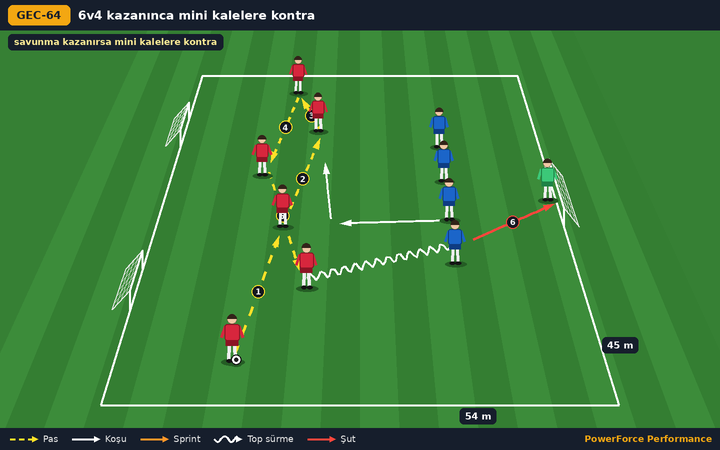 GEC-64 6v4 kazanınca mini kalelere kontra
savunma kazanırsa mini kalelere kontra
3
4
2
6
1
45 m
54 m
Pas Koşu Sprint Top sürme Şut PowerForce Performance